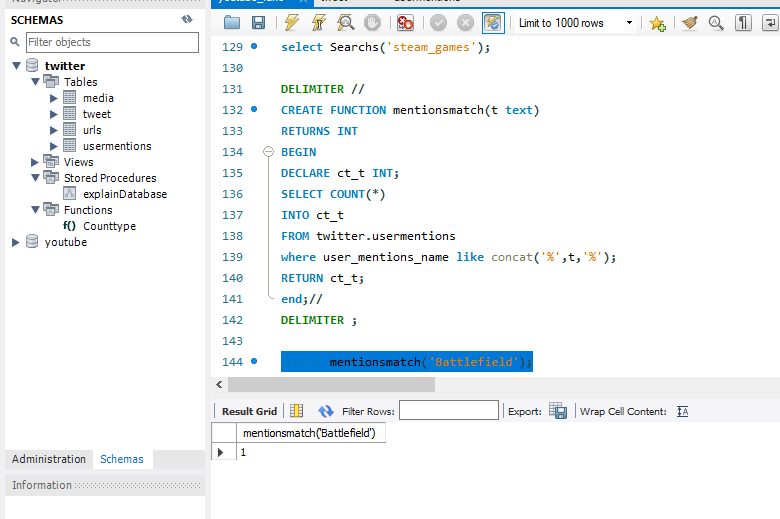 SCHEMAS
Filter objects
twitter
Tables
media
tweet
urls
usermentions
Views
Stored Procedures
explainDatabase
Functions
f() Counttype
youtube
Administration Schemas
Information
Limit to 1000 rows
129 select Searchs('steam_games');
130
131 DELIMITER //
132 CREATE FUNCTION mentionsmatch(t text)
133 RETURNS INT
134 BEGIN
135 DECLARE ct_t INT;
136 SELECT COUNT(*)
137 INTO ct_t
138 FROM twitter.usermentions
139 where user_mentions_name like concat('%',t,'%');
140 RETURN ct_t;
141 end;//
142 DELIMITER ;
143
144 mentionsmatch('Battlefield');
Result Grid Filter Rows: Export: Wrap Cell Content: IA
mentionsmatch('Battlefield')
1